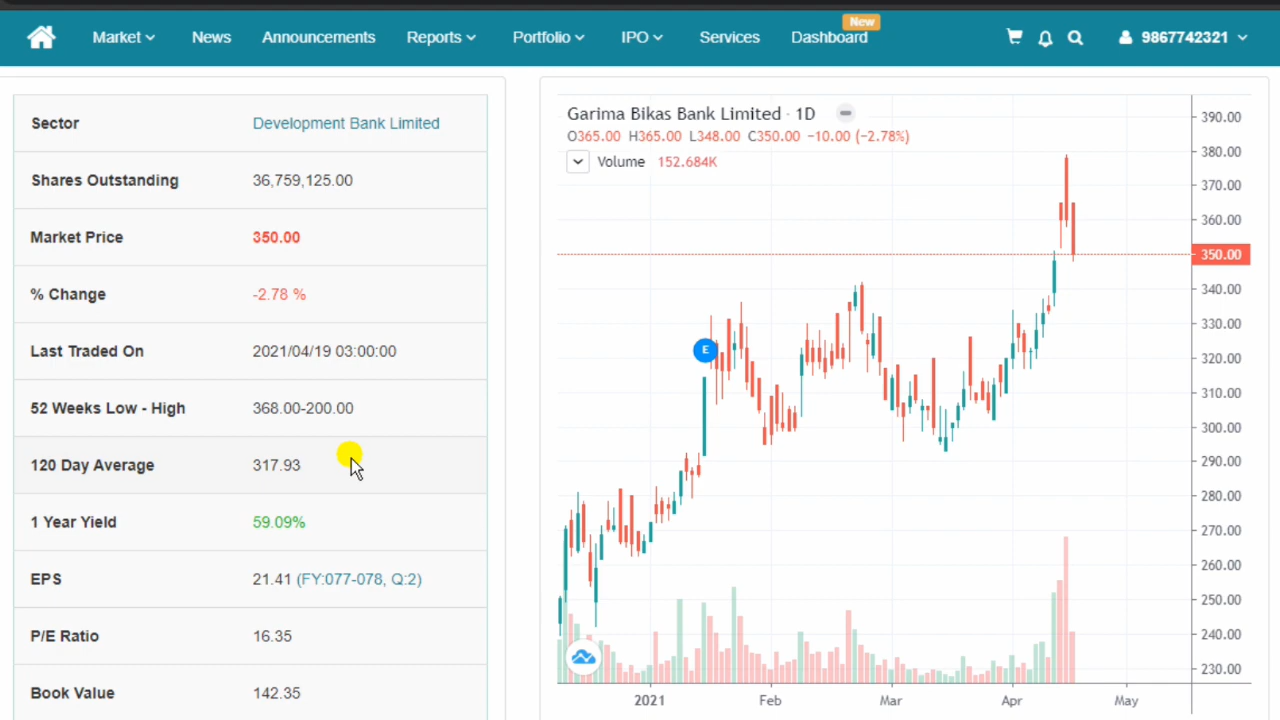 New
Market News Announcements Reports Portfolio IPO Services Dashboard 9867742321
Sector Development Bank Limited
Shares Outstanding 36,759,125.00
Market Price 350.00
% Change -2.78 %
Last Traded On 2021/04/19 03:00:00
52 Weeks Low - High 368.00-200.00
120 Day Average 317.93
1 Year Yield 59.09%
EPS 21.41 (FY:077-078, Q:2)
P/E Ratio 16.35
Book Value 142.35
Garima Bikas Bank Limited · 1D
O365.00 H365.00 L348.00 C350.00 −10.00 (−2.78%)
Volume 152.684K
E
390.00
380.00
370.00
360.00
350.00
340.00
330.00
320.00
310.00
300.00
290.00
280.00
270.00
260.00
250.00
240.00
230.00
2021 Feb Mar Apr May